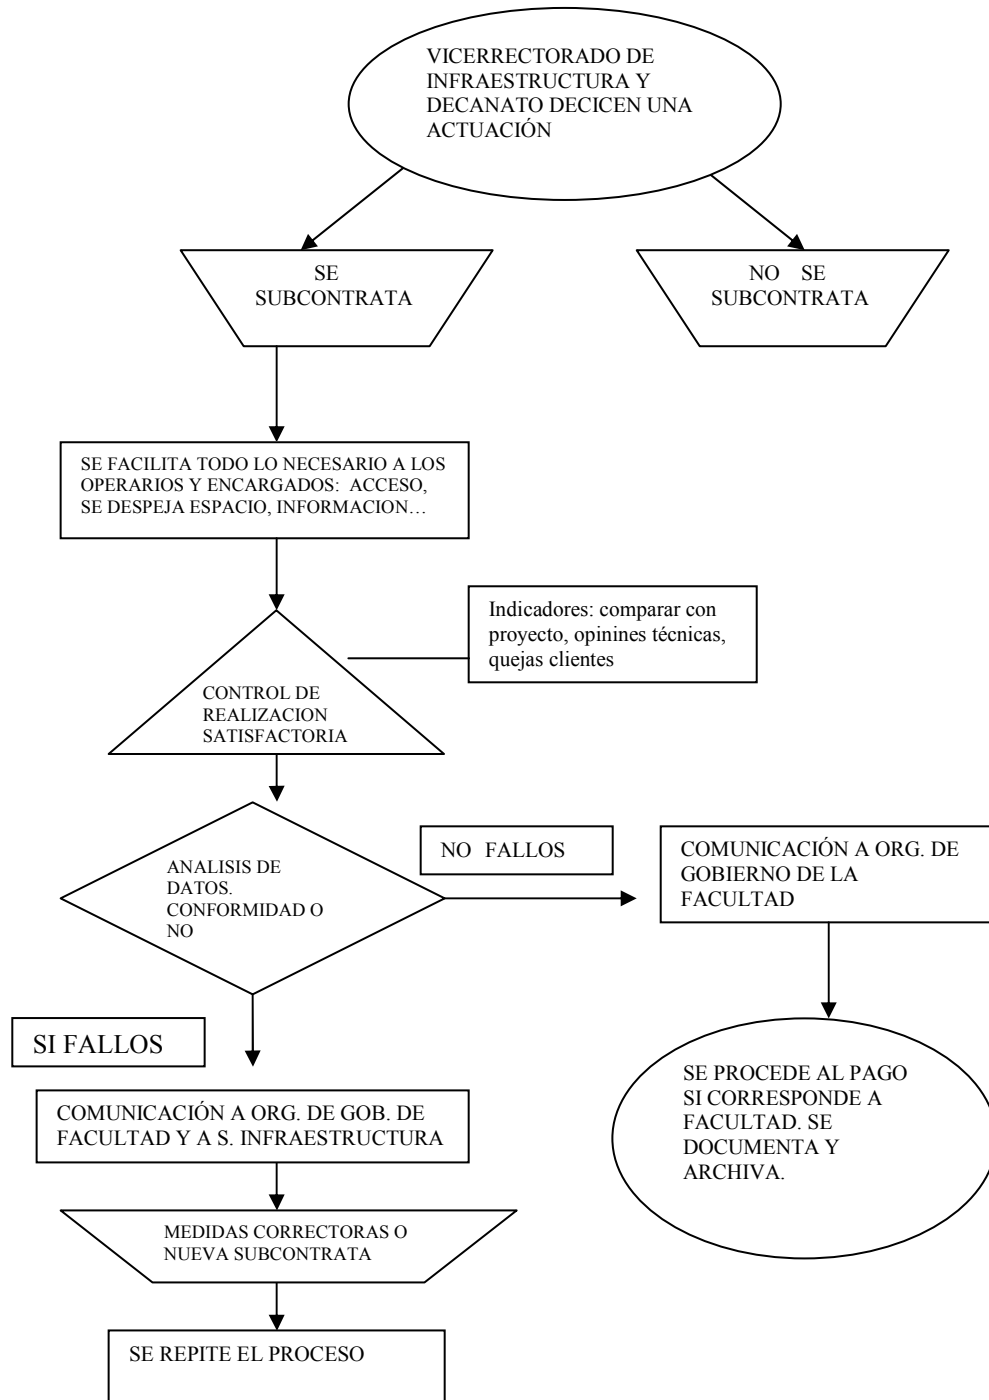 VICERRECTORADO DE
INFRAESTRUCTURA Y
DECANATO DECICEN UNA
ACTUACIÓN
SE
SUBCONTRATA
NO SE
SUBCONTRATA
SE FACILITA TODO LO NECESARIO A LOS
OPERARIOS Y ENCARGADOS: ACCESO,
SE DESPEJA ESPACIO, INFORMACION…
Indicadores: comparar con
proyecto, opinines técnicas,
quejas clientes
CONTROL DE
REALIZACION
SATISFACTORIA
ANALISIS DE
DATOS.
CONFORMIDAD O
NO
NO FALLOS
COMUNICACIÓN A ORG. DE
GOBIERNO DE LA
FACULTAD
SI FALLOS
SE PROCEDE AL PAGO
SI CORRESPONDE A
FACULTAD. SE
DOCUMENTA Y
ARCHIVA.
COMUNICACIÓN A ORG. DE GOB. DE
FACULTAD Y A S. INFRAESTRUCTURA
MEDIDAS CORRECTORAS O
NUEVA SUBCONTRATA
SE REPITE EL PROCESO